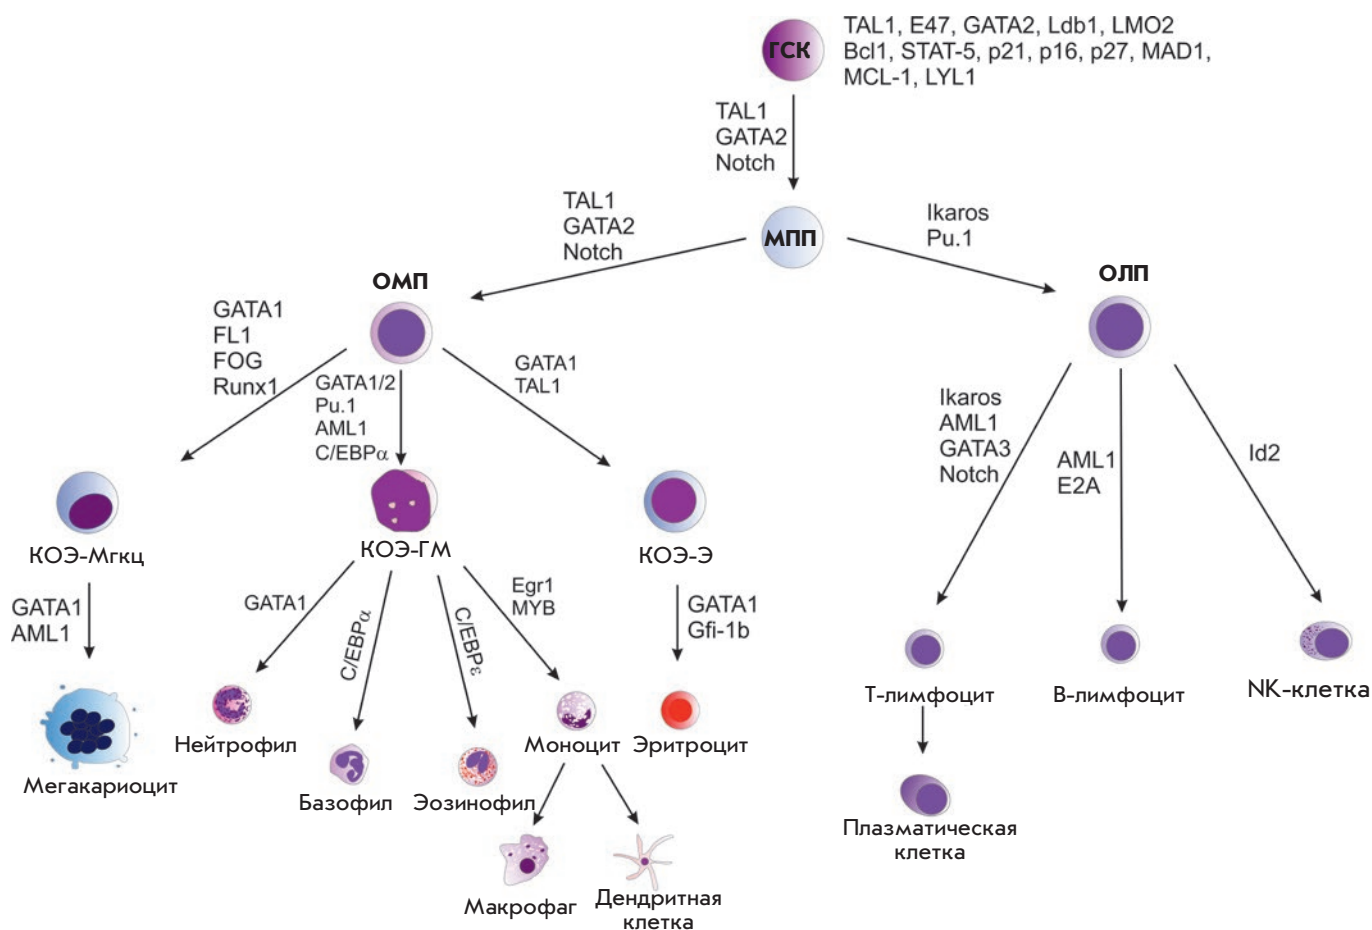 ГСК
TAL1, E47, GATA2, Ldb1, LMO2
Bcl1, STAT-5, p21, p16, p27, MAD1,
MCL-1, LYL1
TAL1
GATA2
Notch
МПП
TAL1
GATA2
Notch
Ikaros
Pu.1
ОМП
ОЛП
GATA1
FL1
FOG
Runx1
GATA1/2
Pu.1
AML1
C/EBPα
GATA1
TAL1
Ikaros
AML1
GATA3
Notch
AML1
E2A
Id2
КОЭ-Мгкц
КОЭ-ГМ
КОЭ-Э
GATA1
AML1
GATA1
C/EBPα
C/EBPε
Egr1
MYB
GATA1
Gfi-1b
Мегакариоцит
Нейтрофил
Базофил
Эозинофил
Моноцит
Эритроцит
Т-лимфоцит
В-лимфоцит
NK-клетка
Макрофаг
Дендритная
клетка
Плазматическая
клетка